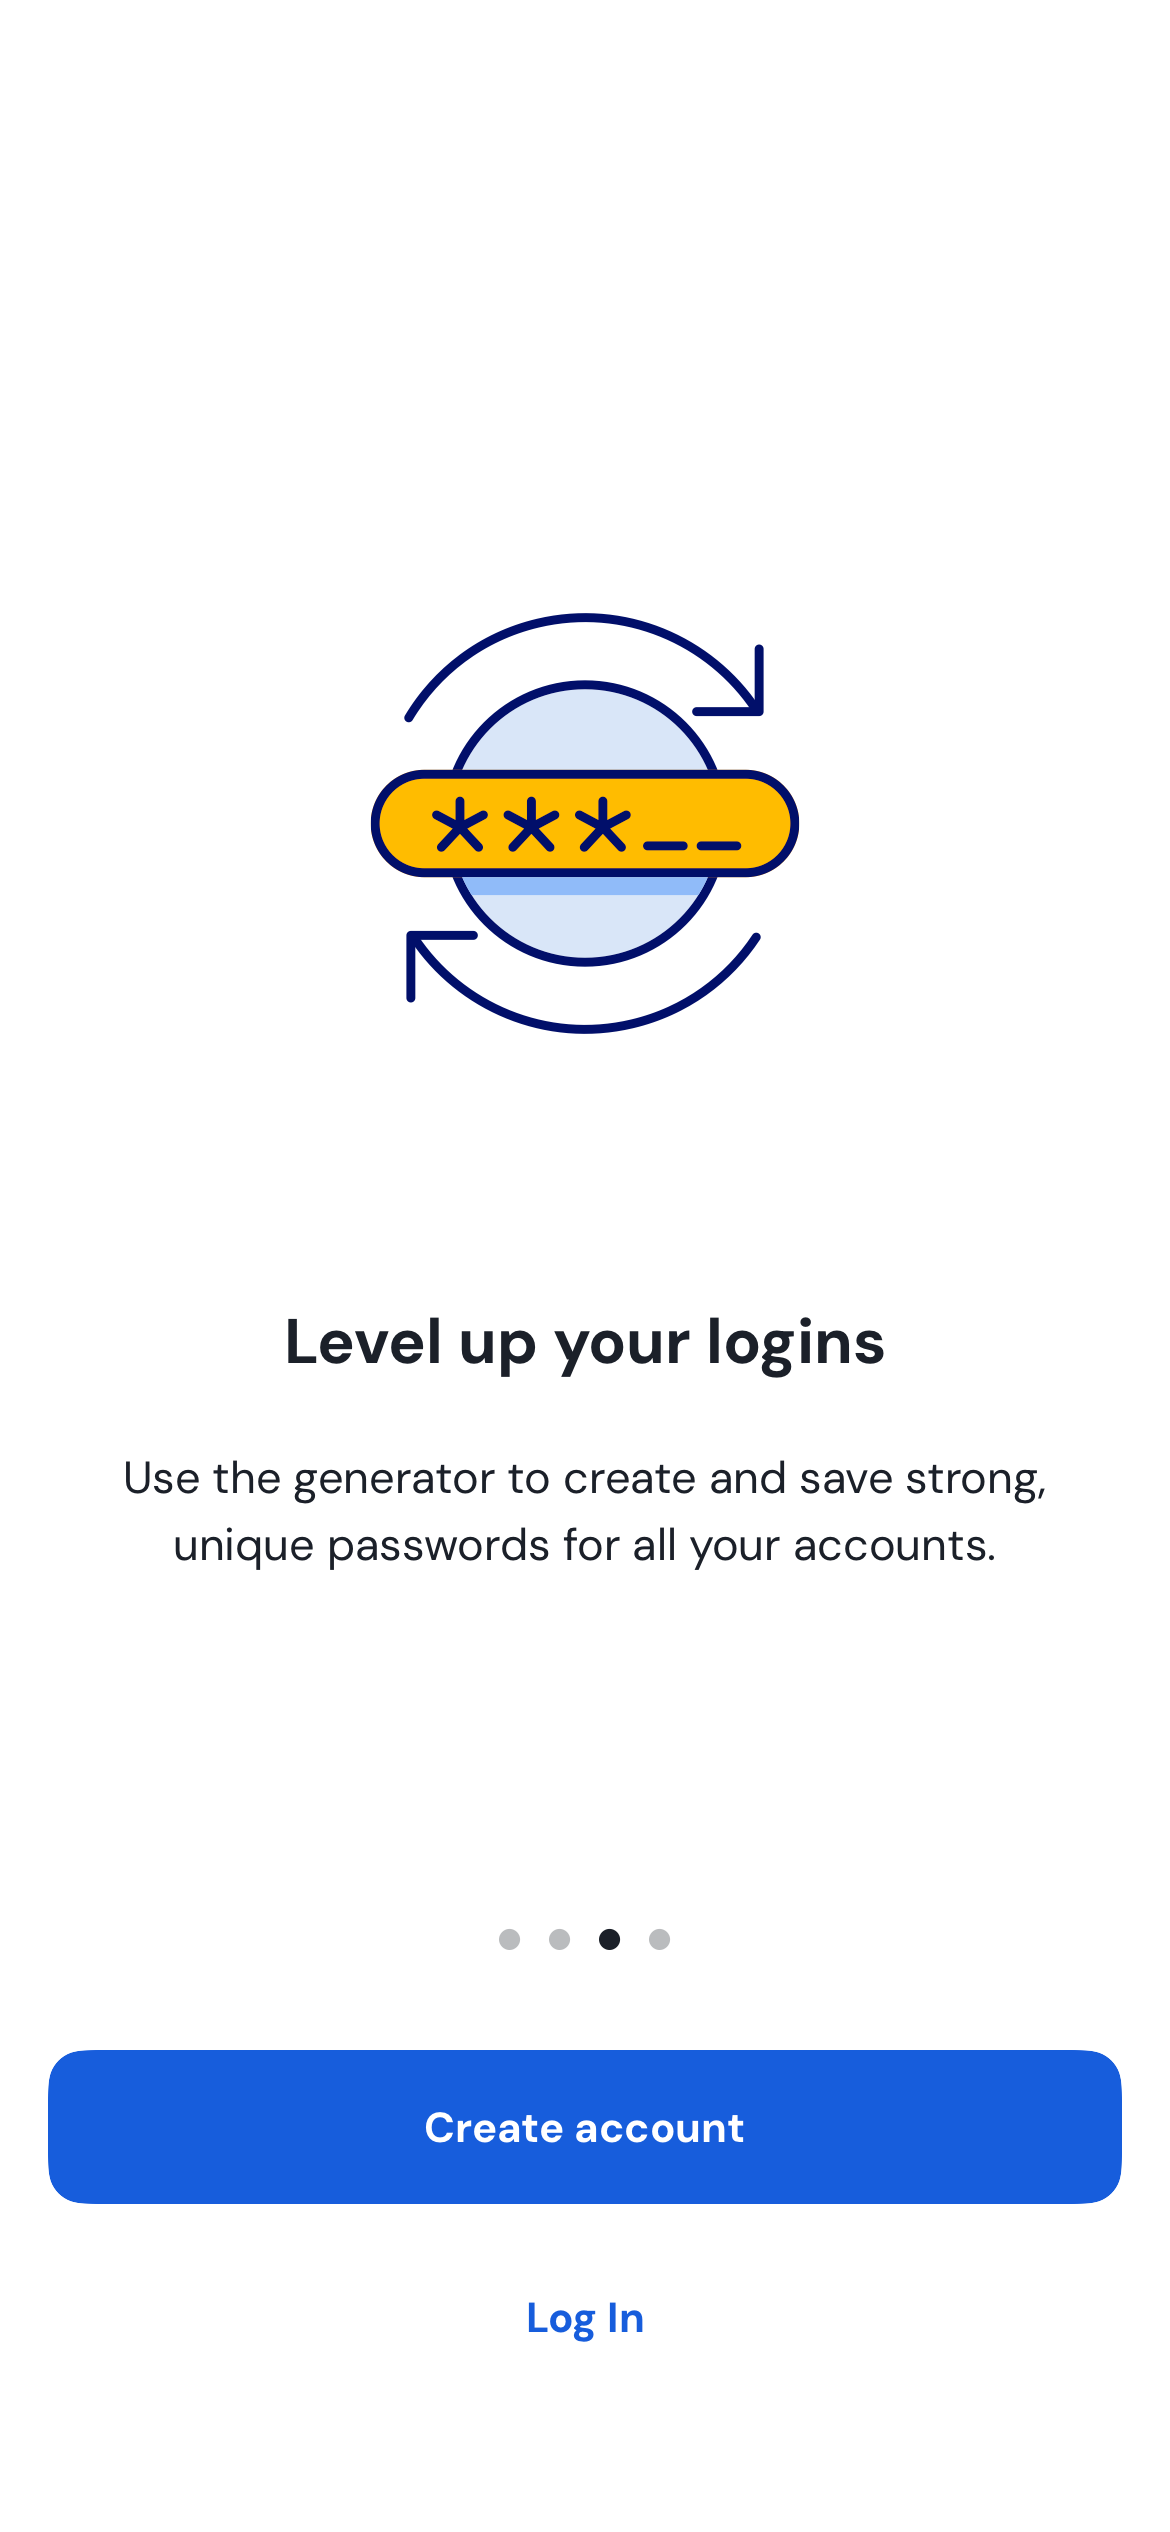 ***__
Level up your logins
Use the generator to create and save strong,
unique passwords for all your accounts.
Create account
Log In